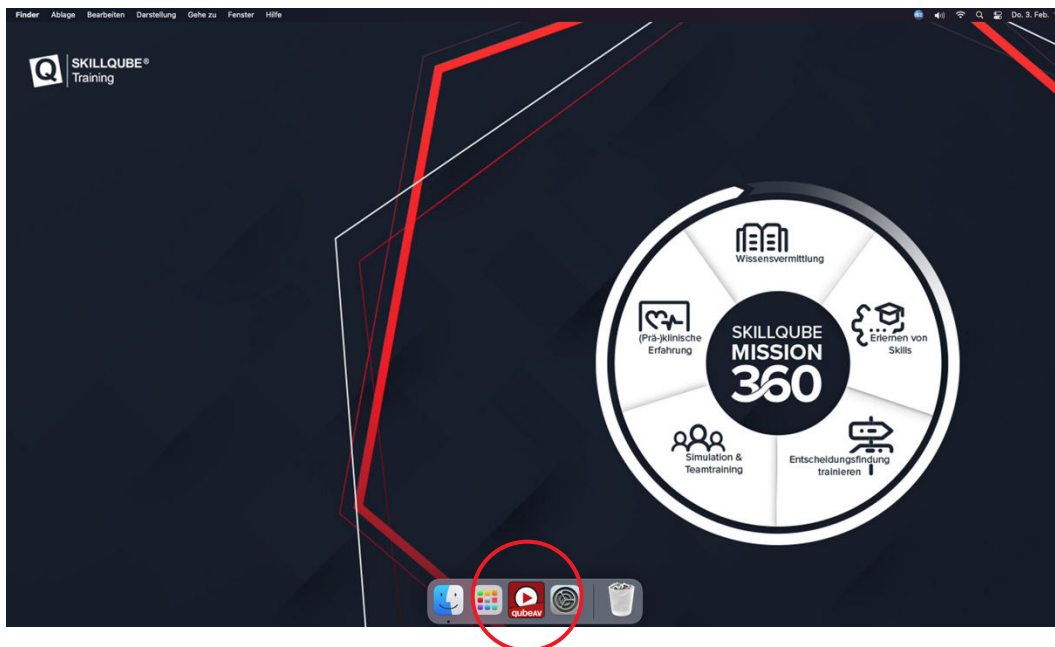 Finder Ablage Bearbeiten Darstellung Gehe zu Fenster Hilfe
Do. 3. Feb.
Q SKILLQUBE®
Training
Wissensvermittlung
(Prä-)klinische
Erfahrung
SKILLQUBE
MISSION
360
Erlernen von
Skills
Simulation &
Teamtraining
Entscheidungsfindung
trainieren
qubeAV